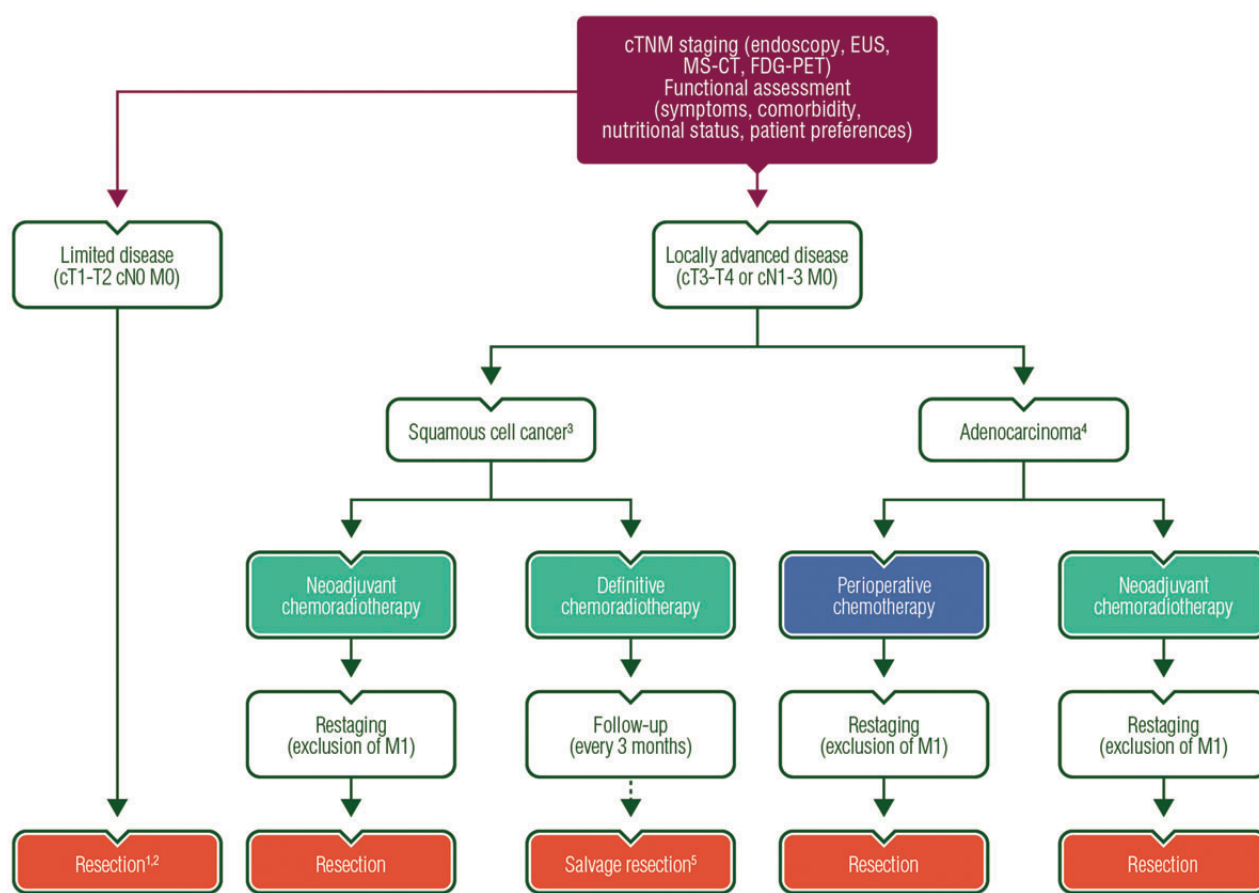 cTNM staging (endoscopy, EUS,
MS-CT, FDG-PET)
Functional assessment
(symptoms, comorbidity,
nutritional status, patient preferences)
Limited disease
(cT1-T2 cN0 M0)
Locally advanced disease
(cT3-T4 or cN1-3 M0)
Squamous cell cancer³
Adenocarcinoma⁴
Neoadjuvant
chemoradiotherapy
Definitive
chemoradiotherapy
Perioperative
chemotherapy
Neoadjuvant
chemoradiotherapy
Restaging
(exclusion of M1)
Follow-up
(every 3 months)
Restaging
(exclusion of M1)
Restaging
(exclusion of M1)
Resection¹,²
Resection
Salvage resection⁵
Resection
Resection